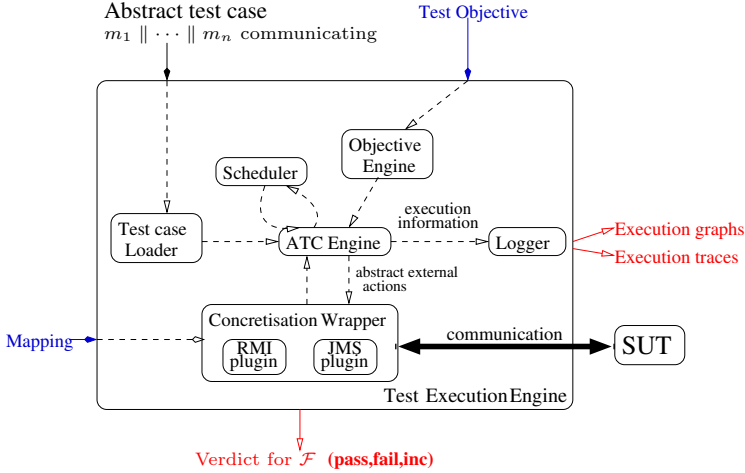 Abstract test case
m₁ ∥ ⋯ ∥ mₙ communicating
Test Objective
Objective
Engine
Scheduler
execution
information
Test case
Loader
ATC Engine
Logger
Execution graphs
Execution traces
abstract external
actions
Mapping
Concretisation Wrapper
RMI
plugin
JMS
plugin
communication
SUT
Test Execution Engine
Verdict for ℱ (pass,fail,inc)